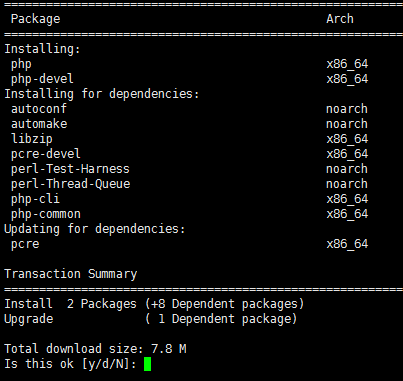 ================================================================================
Package Arch
================================================================================
Installing:
php x86_64
php-devel x86_64
Installing for dependencies:
autoconf noarch
automake noarch
libzip x86_64
pcre-devel x86_64
perl-Test-Harness noarch
perl-Thread-Queue noarch
php-cli x86_64
php-common x86_64
Updating for dependencies:
pcre x86_64
Transaction Summary
================================================================================
Install  2 Packages (+8 Dependent packages)
Upgrade             ( 1 Dependent package)
Total download size: 7.8 M
Is this ok [y/d/N]: